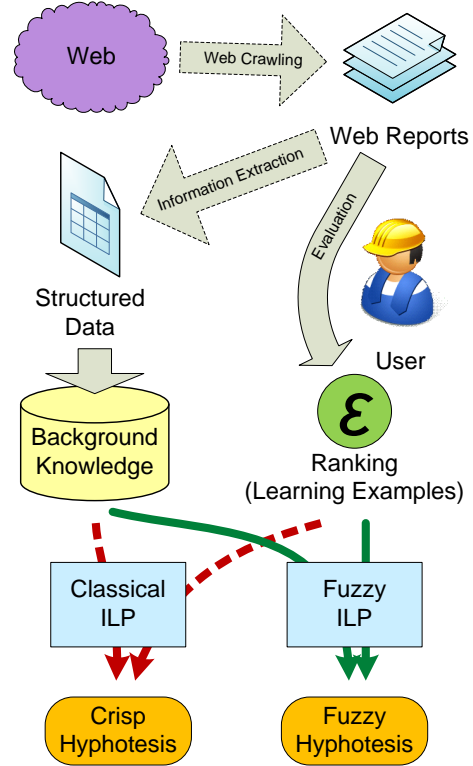 Web
Web Crawling
Web Reports
Information Extraction
Evaluation
Structured
Data
User
Background
Knowledge
ε
Ranking
(Learning Examples)
Classical
ILP
Fuzzy
ILP
Crisp
Hyphotesis
Fuzzy
Hyphotesis